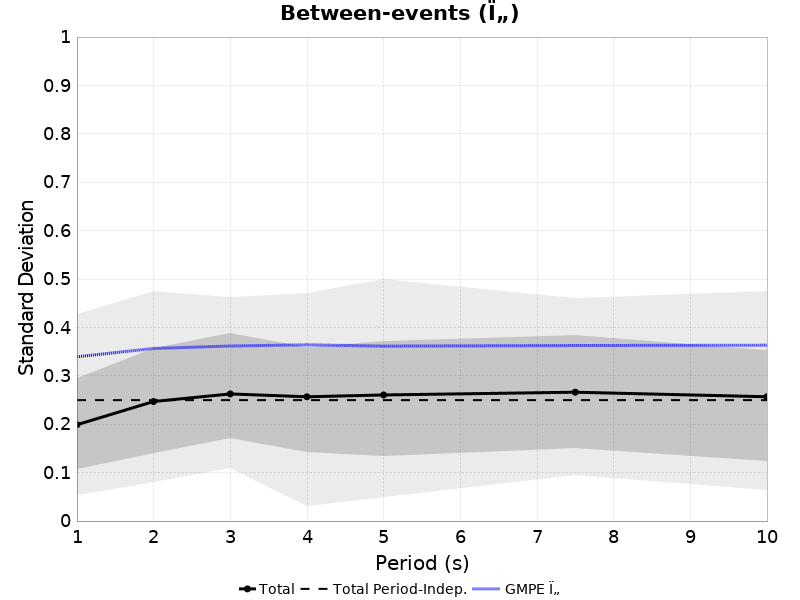 Between-events (Ï„)
1
0.9
0.8
0.7
0.6
0.5
0.4
0.3
0.2
0.1
0
Standard Deviation
1 2 3 4 5 6 7 8 9 10
Period (s)
Total Total Period-Indep. GMPE Ï„